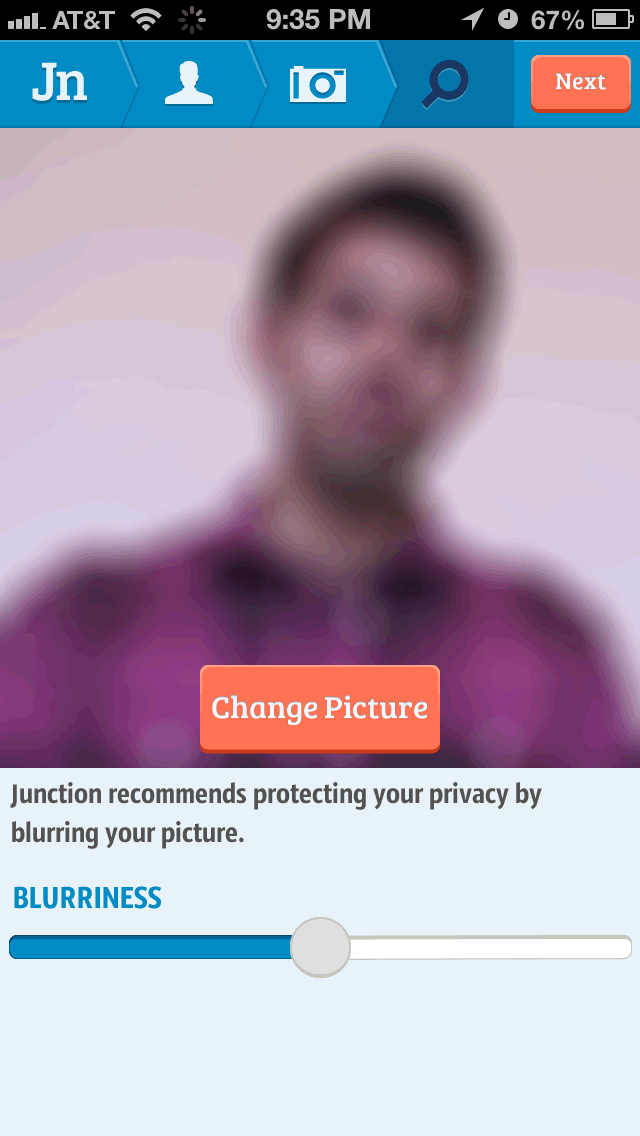 AT&T 9:35 PM 67%
Jn Next
Change Picture
Junction recommends protecting your privacy by
blurring your picture.
BLURRINESS